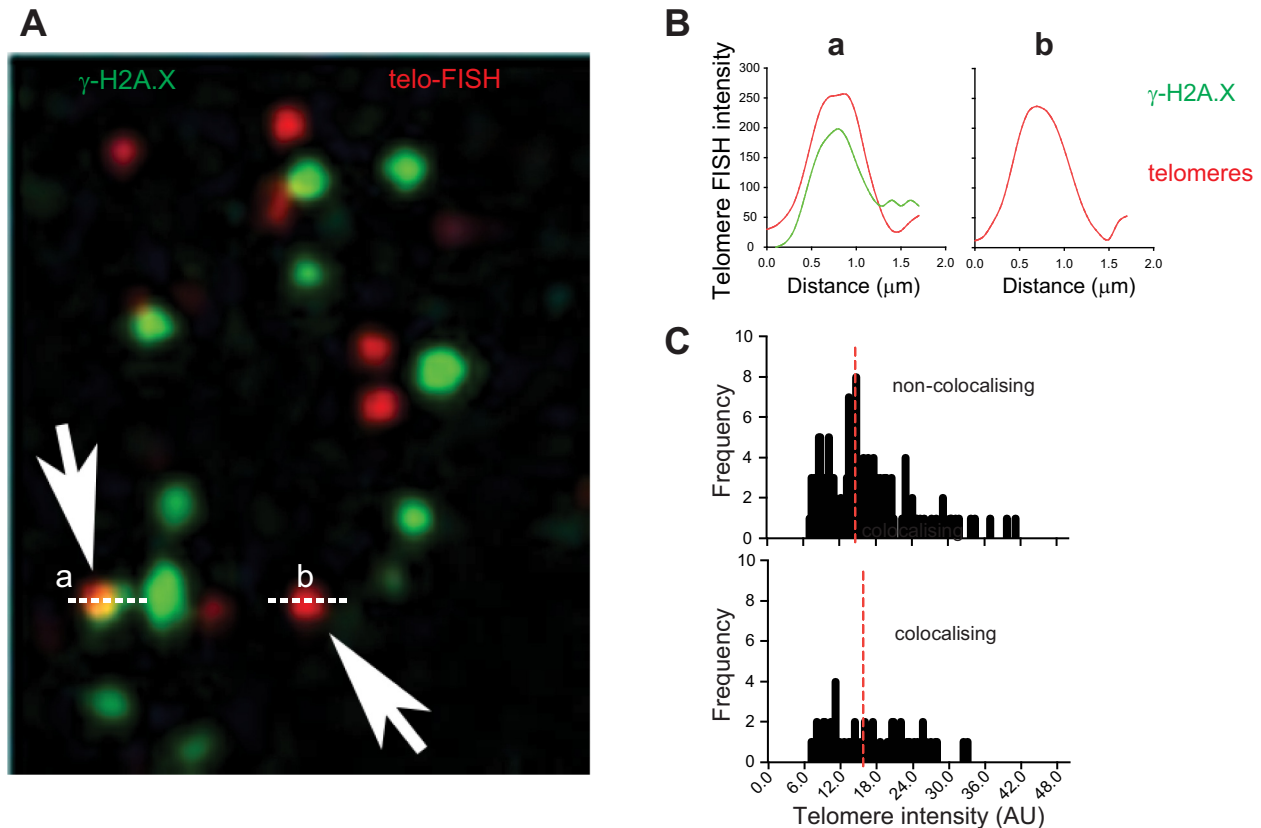 A
γ-H2A.X
telo-FISH
a
b
B
a
b
Telomere FISH intensity
300
250
200
150
100
50
0
0.0
0.5
1.0
1.5
2.0
0.0
0.5
1.0
1.5
2.0
Distance (μm)
Distance (μm)
γ-H2A.X
telomeres
C
Frequency
10
8
6
4
2
0
non-colocalising
colocalising
Frequency
10
8
6
4
2
0
colocalising
0.0
6.0
12.0
18.0
24.0
30.0
36.0
42.0
48.0
Telomere intensity (AU)